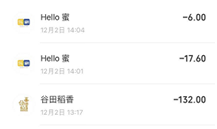 Hello 蜜
-6.00
12月2日 14:04
Hello 蜜
-17.60
12月2日 14:01
谷田稻香
-132.00
12月2日 13:17